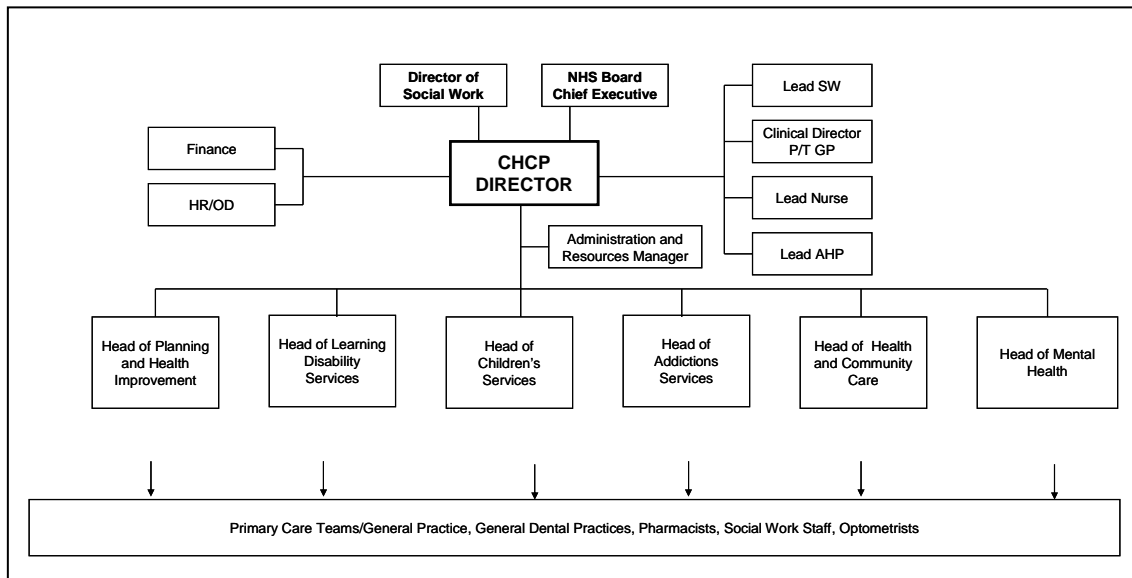 Director of
Social Work
NHS Board
Chief Executive
Lead SW
Clinical Director
P/T GP
Finance
CHCP
DIRECTOR
HR/OD
Lead Nurse
Administration and
Resources Manager
Lead AHP
Head of Planning
and Health
Improvement
Head of Learning
Disability
Services
Head of
Children's
Services
Head of
Addictions
Services
Head of Health
and Community
Care
Head of Mental
Health
Primary Care Teams/General Practice, General Dental Practices, Pharmacists, Social Work Staff, Optometrists